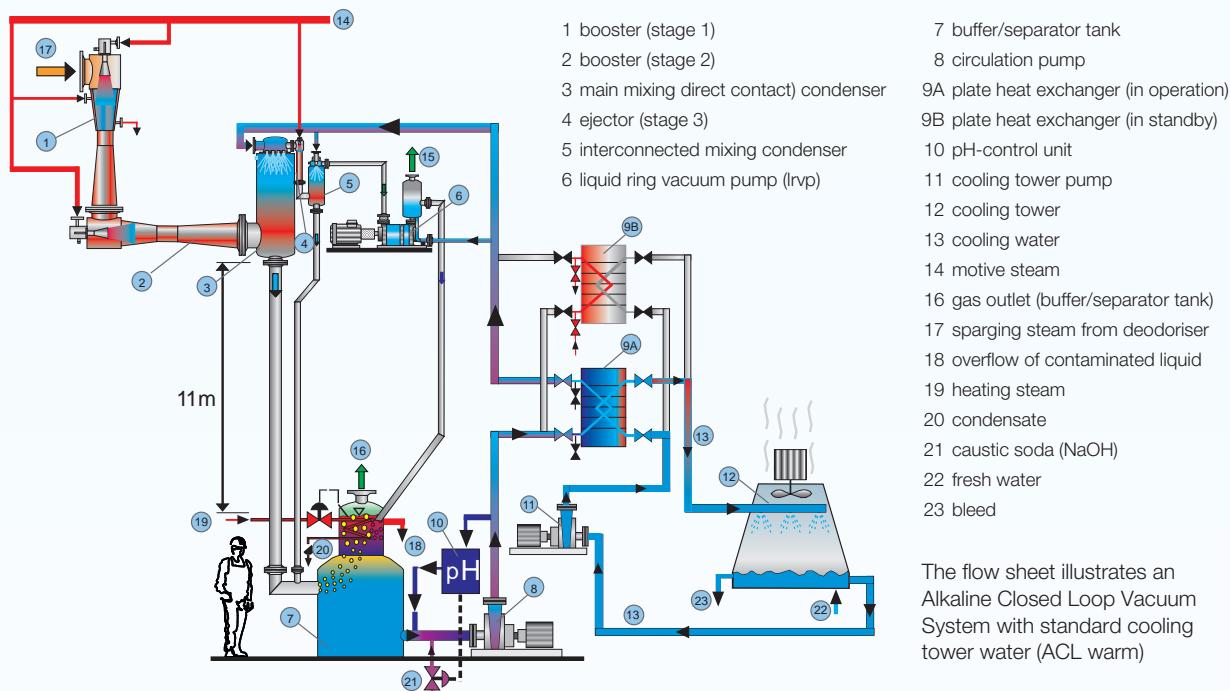 14
17
1
2
3
4
5
15
6
11m
9B
9A
13
16
12
11
19
20
18
10
pH
8
7
21
13
23
22
1 booster (stage 1)
2 booster (stage 2)
3 main mixing direct contact) condenser
4 ejector (stage 3)
5 interconnected mixing condenser
6 liquid ring vacuum pump (lrvp)
7 buffer/separator tank
8 circulation pump
9A plate heat exchanger (in operation)
9B plate heat exchanger (in standby)
10 pH-control unit
11 cooling tower pump
12 cooling tower
13 cooling water
14 motive steam
16 gas outlet (buffer/separator tank)
17 sparging steam from deodoriser
18 overflow of contaminated liquid
19 heating steam
20 condensate
21 caustic soda (NaOH)
22 fresh water
23 bleed
The flow sheet illustrates an
Alkaline Closed Loop Vacuum
System with standard cooling
tower water (ACL warm)